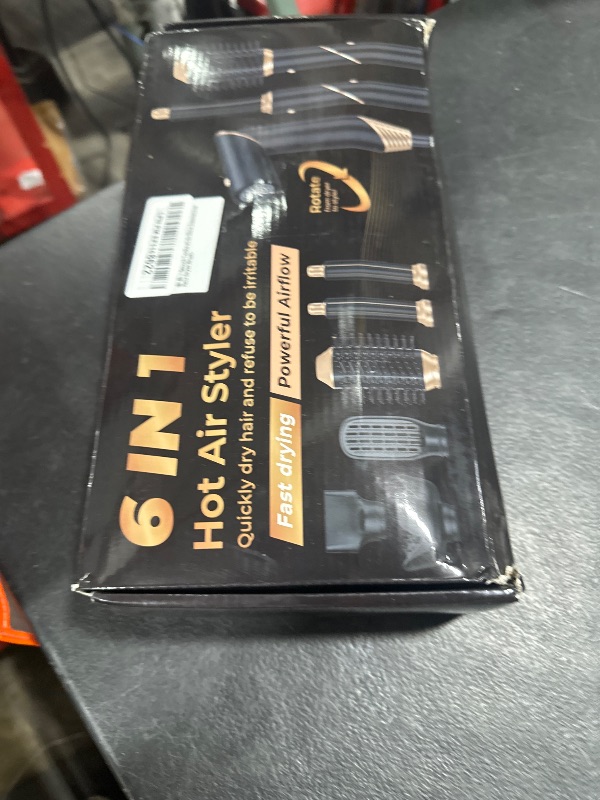 6 IN 1
Hot Air Styler
Quickly dry hair and refuse to be irritable
Fast drying
Powerful Airflow
Rotate